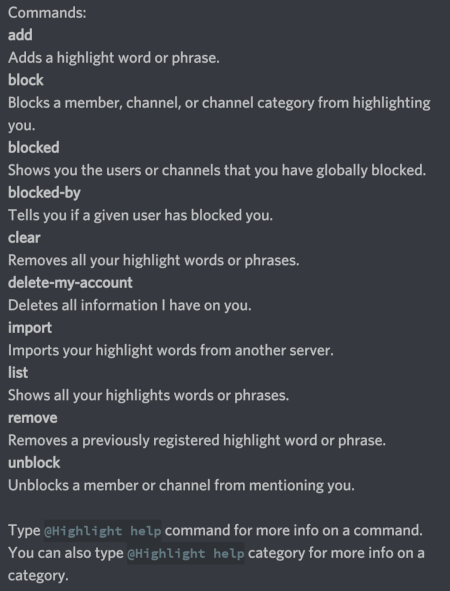 Commands:
add
Adds a highlight word or phrase.
block
Blocks a member, channel, or channel category from highlighting
you.
blocked
Shows you the users or channels that you have globally blocked.
blocked-by
Tells you if a given user has blocked you.
clear
Removes all your highlight words or phrases.
delete-my-account
Deletes all information I have on you.
import
Imports your highlight words from another server.
list
Shows all your highlights words or phrases.
remove
Removes a previously registered highlight word or phrase.
unblock
Unblocks a member or channel from mentioning you.
Type @Highlight help command for more info on a command.
You can also type @Highlight help category for more info on a
category.